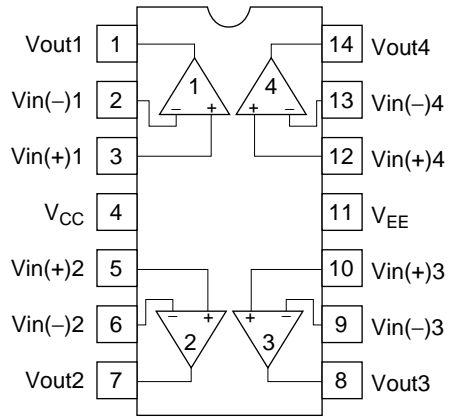 Vout1 1 14 Vout4
1 4
Vin(−)1 2 − + + − 13 Vin(−)4
Vin(+)1 3 12 Vin(+)4
VCC 4 11 VEE
Vin(+)2 5 10 Vin(+)3
Vin(−)2 6 − + + − 9 Vin(−)3
2 3
Vout2 7 8 Vout3